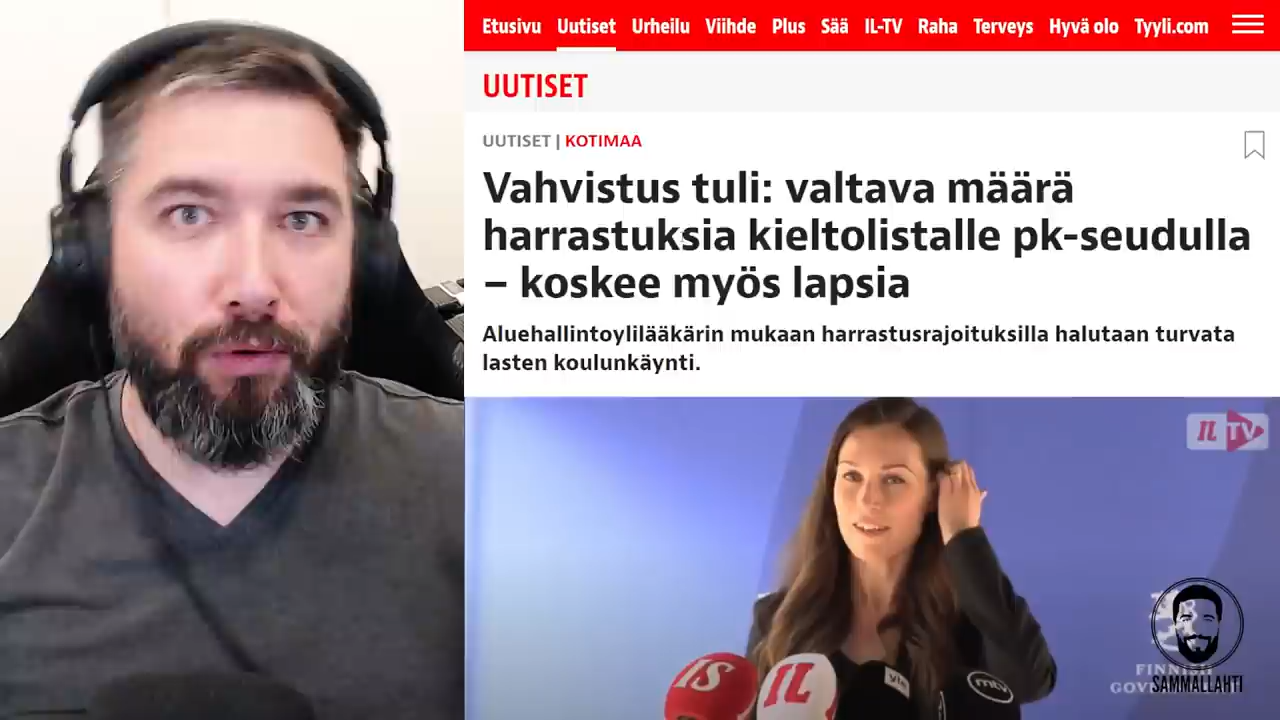 Etusivu Uutiset Urheilu Viihde Plus Sää IL-TV Raha Terveys Hyvä olo Tyyli.com
UUTISET
UUTISET | KOTIMAA
Vahvistus tuli: valtava määrä
harrastuksia kieltolistalle pk-seudulla
– koskee myös lapsia
Aluehallintoylilääkärin mukaan harrastusrajoituksilla halutaan turvata
lasten koulunkäynti.
IL TV
IS IL yle mtv
FINNISH
SAMMALLAHTI